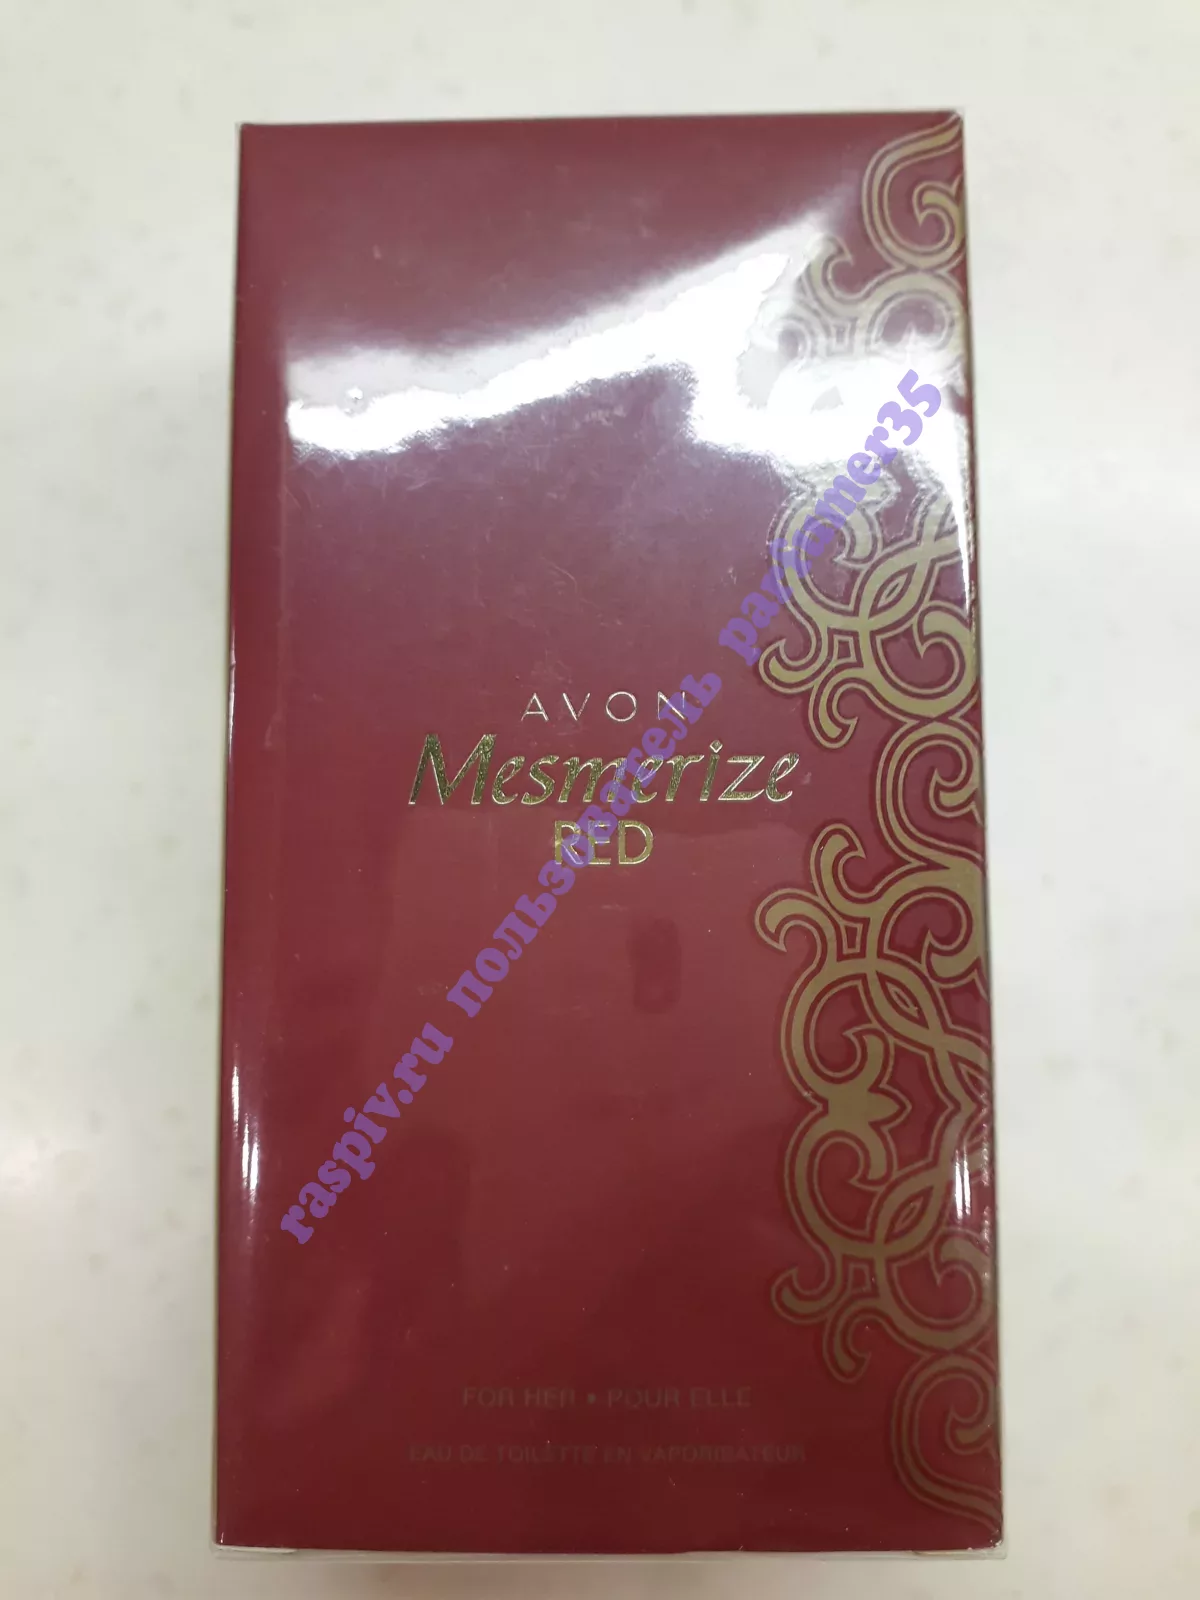 AVON
Mesmerize
RED
raspiv.ru пользователь parfumer35
FOR HER • POUR ELLE
EAU DE TOILETTE EN VAPORISATEUR